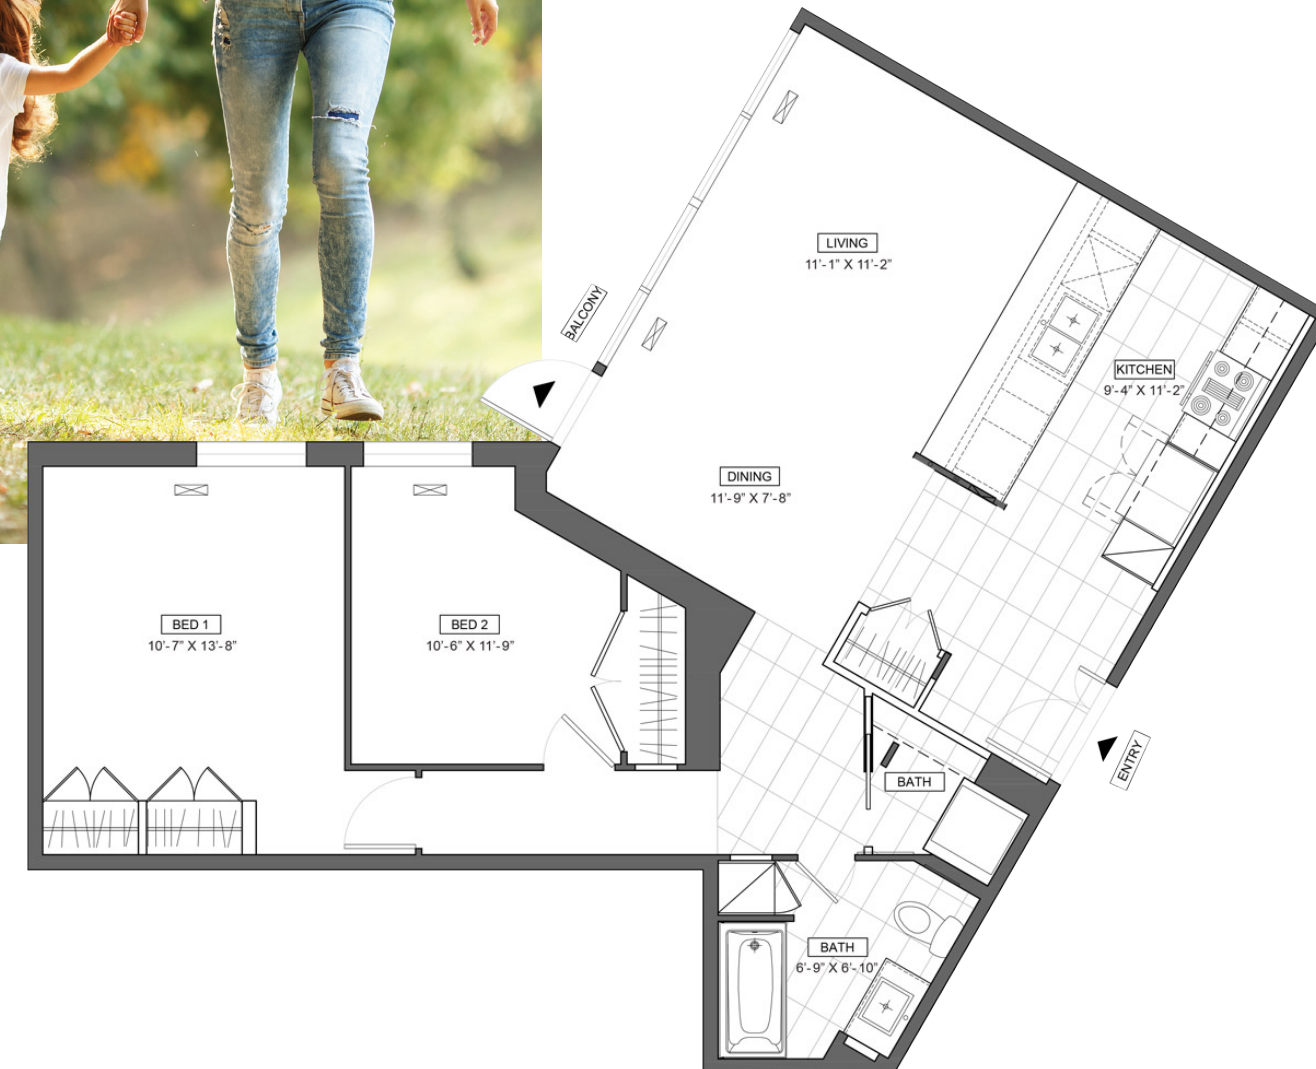 LIVING
11'-1" X 11'-2"
BALCONY
KITCHEN
9'-4" X 11'-2"
DINING
11'-9" X 7'-8"
BED 1
10'-7" X 13'-8"
BED 2
10'-6" X 11'-9"
ENTRY
BATH
BATH
6'-9" X 6'-10"